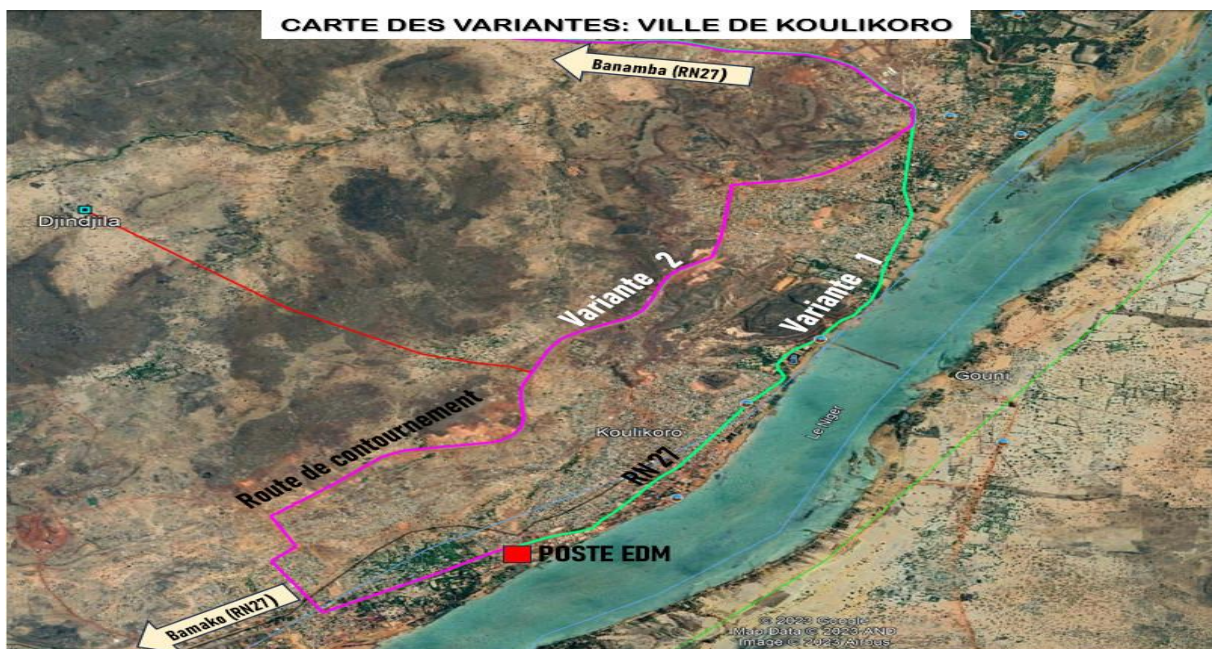 CARTE DES VARIANTES: VILLE DE KOULIKORO
Banamba (RN27)
Djindjila
Variante 2
Variante 1
Gouni
Le Niger
Route de contournement
Koulikoro
RN 27
POSTE EDM
Bamako (RN27)
© 2023 Google
Map Data © 2023 AND
Image © 2023 Airbus